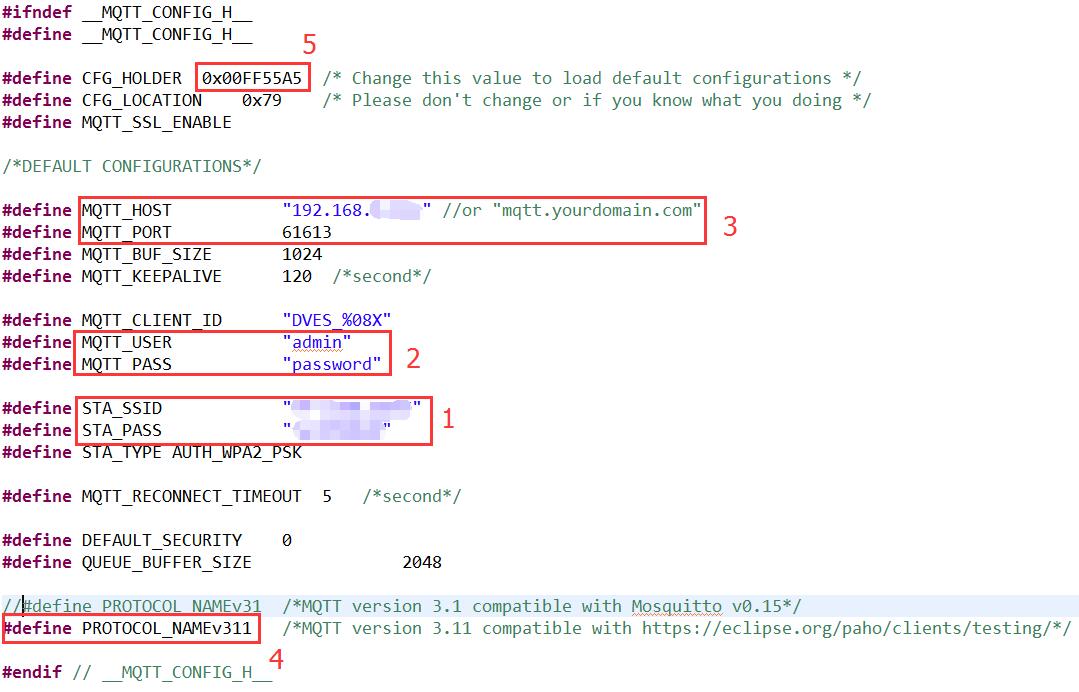 #ifndef __MQTT_CONFIG_H__
#define __MQTT_CONFIG_H__
5
#define CFG_HOLDER 0x00FF55A5 /* Change this value to load default configurations */
#define CFG_LOCATION 0x79 /* Please don't change or if you know what you doing */
#define MQTT_SSL_ENABLE
/*DEFAULT CONFIGURATIONS*/
#define MQTT_HOST "192.168. " //or "mqtt.yourdomain.com"
3
#define MQTT_PORT 61613
#define MQTT_BUF_SIZE 1024
#define MQTT_KEEPALIVE 120 /*second*/
#define MQTT_CLIENT_ID "DVES_%08X"
#define MQTT_USER "admin"
2
#define MQTT_PASS "password"
#define STA_SSID " "
1
#define STA_PASS " "
#define STA_TYPE AUTH_WPA2_PSK
#define MQTT_RECONNECT_TIMEOUT 5 /*second*/
#define DEFAULT_SECURITY 0
#define QUEUE_BUFFER_SIZE 2048
//#define PROTOCOL_NAMEv31 /*MQTT version 3.1 compatible with Mosquitto v0.15*/
#define PROTOCOL_NAMEv311 /*MQTT version 3.11 compatible with https://eclipse.org/paho/clients/testing/*/
4
#endif // __MQTT_CONFIG_H__